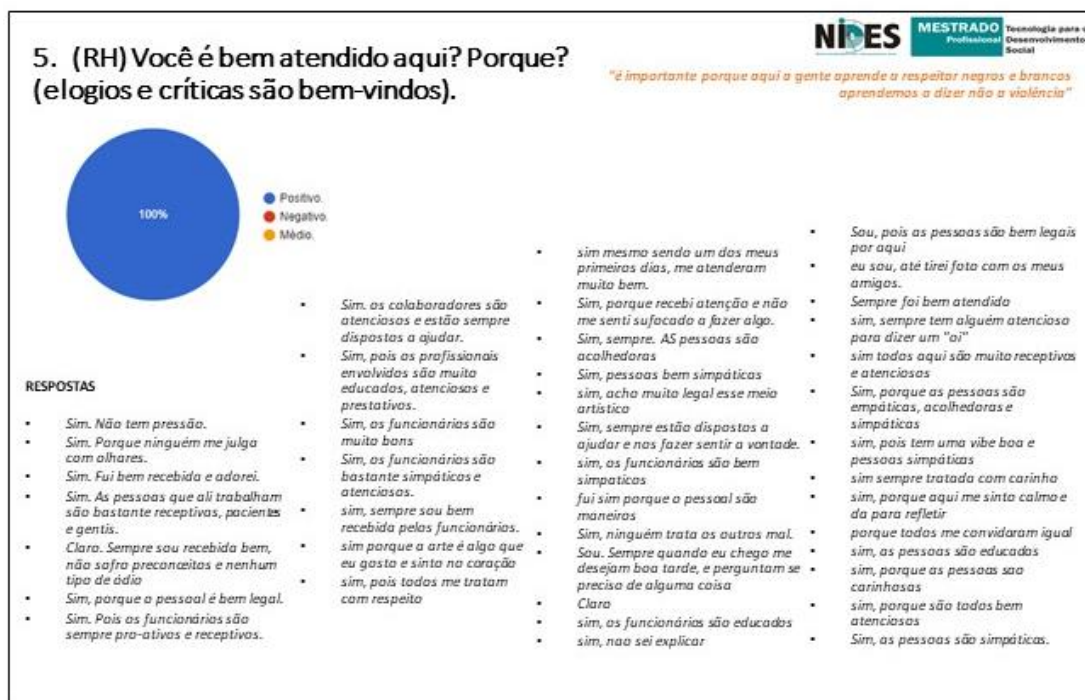 5. (RH) Você é bem atendido aqui? Porque?
(elogios e críticas são bem-vindos).
NIDES
MESTRADO
Profissional
Tecnologia para o
Desenvolvimento
Social
"é importante porque aqui a gente aprende a respeitar negros e brancos
aprendemos a dizer não a violência"
100%
Positivo.
Negativo.
Médio.
RESPOSTAS
Sim. Não tem pressão.
Sim. Porque ninguém me julga
com olhares.
Sim. Fui bem recebida e adorei.
Sim. As pessoas que ali trabalham
são bastante receptivas, pacientes
e gentis.
Claro. Sempre sou recebida bem,
não sofro preconceitos e nenhum
tipo de ódio
Sim, porque o pessoal é bem legal.
Sim. Pois os funcionários são
sempre pro-ativos e receptivos.
Sim. os colaboradores são
atenciosos e estão sempre
dispostos a ajudar.
Sim, pois os profissionais
envolvidos são muito
educados, atenciosos e
prestativos.
Sim, os funcionários são
muito bons
Sim, os funcionários são
bastante simpáticos e
atenciosos.
sim, sempre sou bem
recebida pelos funcionários.
sim porque a arte é algo que
eu gosto e sinto no coração
sim, pois todos me tratam
com respeito
sim mesmo sendo um dos meus
primeiros dias, me atenderam
muito bem.
Sim, porque recebi atenção e não
me senti sufocado a fazer algo.
Sim, sempre. AS pessoas são
acolhedoras
Sim, pessoas bem simpáticas
sim, acho muito legal esse meio
artístico
Sim, sempre estão dispostos a
ajudar e nos fazer sentir a vontade.
sim, os funcionários são bem
simpaticos
fui sim porque o pessoal são
maneiros
Sim, ninguém trata os outros mal.
Sou. Sempre quando eu chego me
desejam boa tarde, e perguntam se
preciso de alguma coisa
Claro
sim, os funcionários são educados
sim, nao sei explicar
Sou, pois as pessoas são bem legais
por aqui
eu sou, até tirei foto com os meus
amigos.
Sempre foi bem atendido
sim, sempre tem alguém atencioso
para dizer um "oi"
sim todos aqui são muito receptivos
e atenciosos
Sim, porque as pessoas são
empáticas, acolhedoras e
simpáticas
sim, pois tem uma vibe boa e
pessoas simpáticas
sim sempre tratada com carinho
sim, porque aqui me sinto calmo e
da para refletir
porque todos me convidaram igual
sim, as pessoas são educadas
sim, porque as pessoas sao
carinhosas
sim, porque são todos bem
atenciosos
Sim, as pessoas são simpáticas.